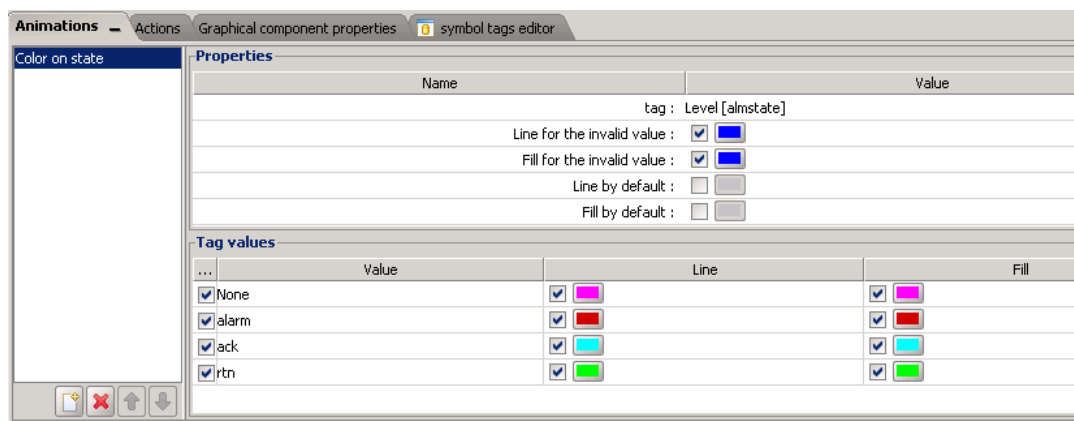 Animations Actions Graphical component properties symbol tags editor
Color on state
Properties
Name Value
tag : Level [almstate]
Line for the invalid value :
Fill for the invalid value :
Line by default :
Fill by default :
Tag values
... Value Line Fill
None
alarm
ack
rtn